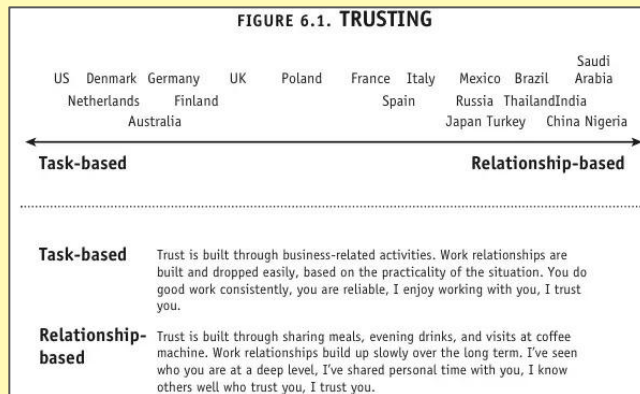 FIGURE 6.1. TRUSTING
Saudi
US Denmark Germany UK Poland France Italy Mexico Brazil Arabia
Netherlands Finland Spain Russia ThailandIndia
Australia Japan Turkey China Nigeria
Task-based Relationship-based
Task-based Trust is built through business-related activities. Work relationships are
built and dropped easily, based on the practicality of the situation. You do
good work consistently, you are reliable, I enjoy working with you, I trust
you.
Relationship- Trust is built through sharing meals, evening drinks, and visits at coffee
based machine. Work relationships build up slowly over the long term. I've seen
who you are at a deep level, I've shared personal time with you, I know
others well who trust you, I trust you.